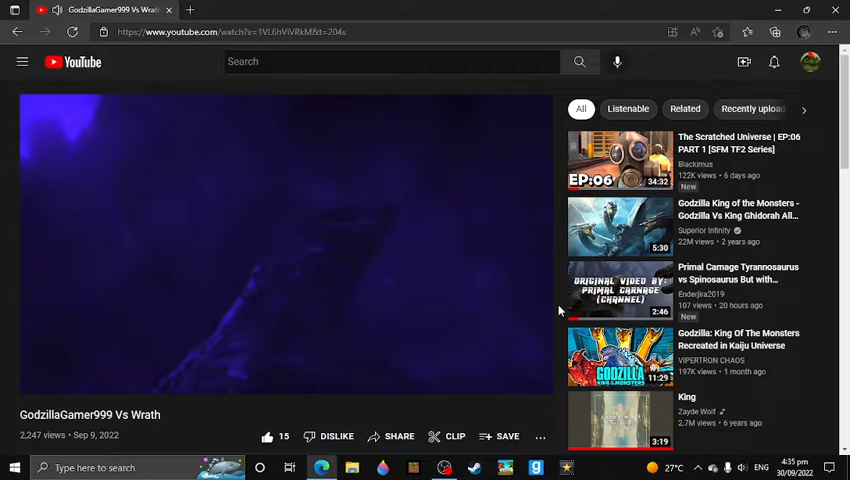 GodzillaGamer999 Vs Wrath
https://www.youtube.com/watch?v=1VL6hViVRkM&t=204s
YouTube
Search
All
Listenable
Related
Recently upload
EP:06
34:32
The Scratched Universe | EP:06
PART 1 [SFM TF2 Series]
Blackimus
122K views • 6 days ago
New
5:30
Godzilla King of the Monsters -
Godzilla Vs King Ghidorah All...
Superior Infinity
22M views • 2 years ago
ORIGINAL VIDEO BY:
PRIMAL CARNAGE
(CHANNEL)
2:46
Primal Carnage Tyrannosaurus
vs Spinosaurus But with...
Enderjira2019
107 views • 20 hours ago
New
GODZILLA
11:29
Godzilla: King Of The Monsters
Recreated in Kaiju Universe
VIPERTRON CHAOS
197K views • 1 month ago
3:19
King
Zayde Wolf
2.7M views • 6 years ago
GodzillaGamer999 Vs Wrath
2,247 views • Sep 9, 2022
15
DISLIKE
SHARE
CLIP
SAVE
Type here to search
27°C
ENG
4:35 pm
30/09/2022